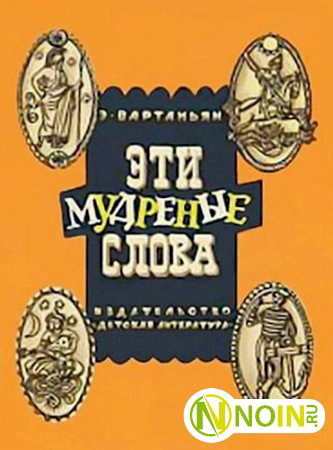 Э. ВАРТАНЬЯН
ЭТИ
МУДРЕНЫЕ
СЛОВА
ИЗДАТЕЛЬСТВО
ДЕТСКАЯ ЛИТЕРАТУРА
NOIN.RU